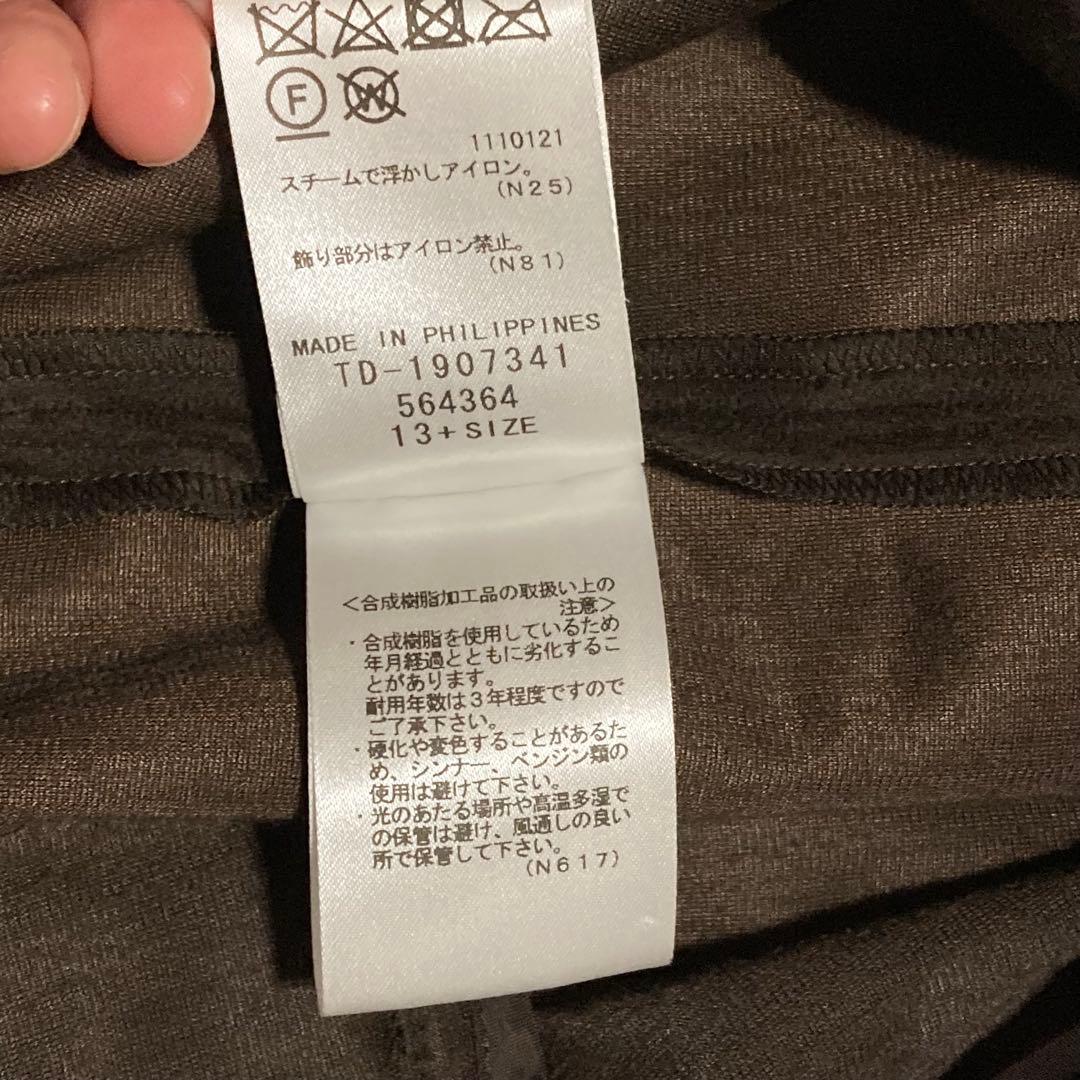 F
W
1110121
スチームで浮かしアイロン。
(N25)
飾り部分はアイロン禁止。
(N81)
MADE IN PHILIPPINES
TD-1907341
564364
13+SIZE
<合成樹脂加工品の取扱い上の
注意>
・合成樹脂を使用しているため
年月経過とともに劣化するこ
とがあります。
耐用年数は3年程度ですので
ご了承下さい。
・硬化や変色することがあるた
め、シンナー、ベンジン類の
使用は避けて下さい。
・光のあたる場所や高温多湿で
の保管は避け、風通しの良い
所で保管して下さい。
(N617)